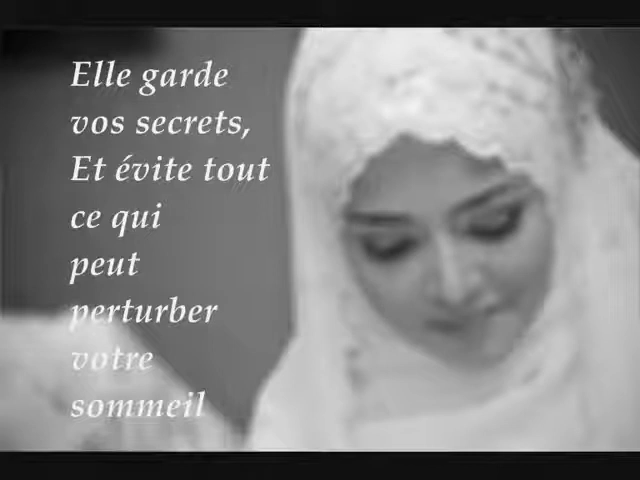 Elle garde
vos secrets,
Et évite tout
ce qui
peut
perturber
votre
sommeil